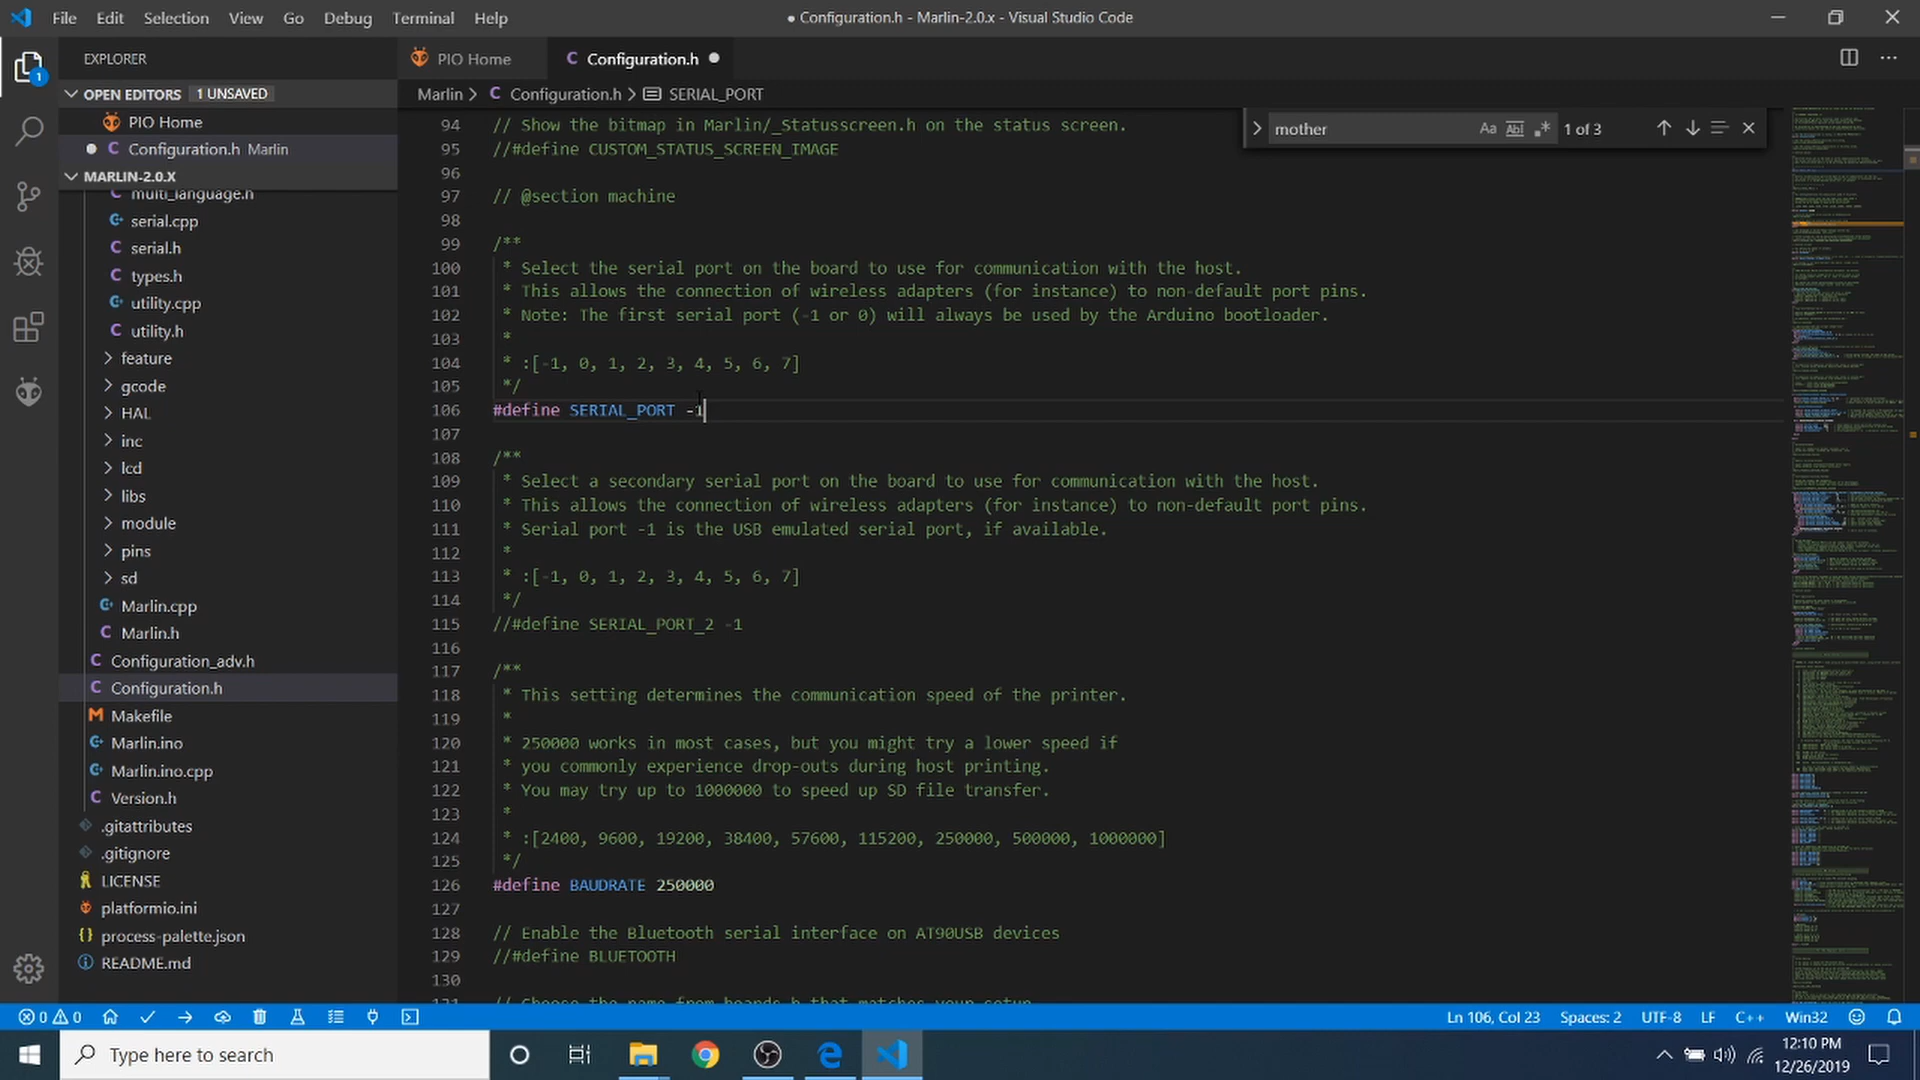 File Edit Selection View Go Debug Terminal Help
● Configuration.h - Marlin-2.0.x - Visual Studio Code
EXPLORER
OPEN EDITORS 1 UNSAVED
PIO Home
Configuration.h Marlin
MARLIN-2.0.X
multi_language.h
serial.cpp
serial.h
types.h
utility.cpp
utility.h
feature
gcode
HAL
inc
lcd
libs
module
pins
sd
Marlin.cpp
Marlin.h
Configuration_adv.h
Configuration.h
Makefile
Marlin.ino
Marlin.ino.cpp
Version.h
.gitattributes
.gitignore
LICENSE
platformio.ini
process-palette.json
README.md
1
PIO Home
Configuration.h
Marlin > C Configuration.h > SERIAL_PORT
mother Aa Abl .* 1 of 3
94 // Show the bitmap in Marlin/_Statusscreen.h on the status screen.
95 //#define CUSTOM_STATUS_SCREEN_IMAGE
96
97 // @section machine
98
99 /**
100 * Select the serial port on the board to use for communication with the host.
101 * This allows the connection of wireless adapters (for instance) to non-default port pins.
102 * Note: The first serial port (-1 or 0) will always be used by the Arduino bootloader.
103 *
104 * :[-1, 0, 1, 2, 3, 4, 5, 6, 7]
105 */
106 #define SERIAL_PORT -1
107
108 /**
109 * Select a secondary serial port on the board to use for communication with the host.
110 * This allows the connection of wireless adapters (for instance) to non-default port pins.
111 * Serial port -1 is the USB emulated serial port, if available.
112 *
113 * :[-1, 0, 1, 2, 3, 4, 5, 6, 7]
114 */
115 //#define SERIAL_PORT_2 -1
116
117 /**
118 * This setting determines the communication speed of the printer.
119 *
120 * 250000 works in most cases, but you might try a lower speed if
121 * you commonly experience drop-outs during host printing.
122 * You may try up to 1000000 to speed up SD file transfer.
123 *
124 * :[2400, 9600, 19200, 38400, 57600, 115200, 250000, 500000, 1000000]
125 */
126 #define BAUDRATE 250000
127
128 // Enable the Bluetooth serial interface on AT90USB devices
129 //#define BLUETOOTH
130
131 // Choose the name from boards.h that matches your setup
0 0 Ln 106, Col 23 Spaces: 2 UTF-8 LF C++ Win32
Type here to search
12:10 PM
12/26/2019